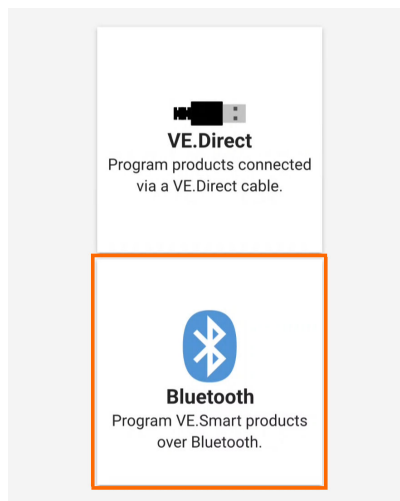 VE.Direct
Program products connected
via a VE.Direct cable.
Bluetooth
Program VE.Smart products
over Bluetooth.